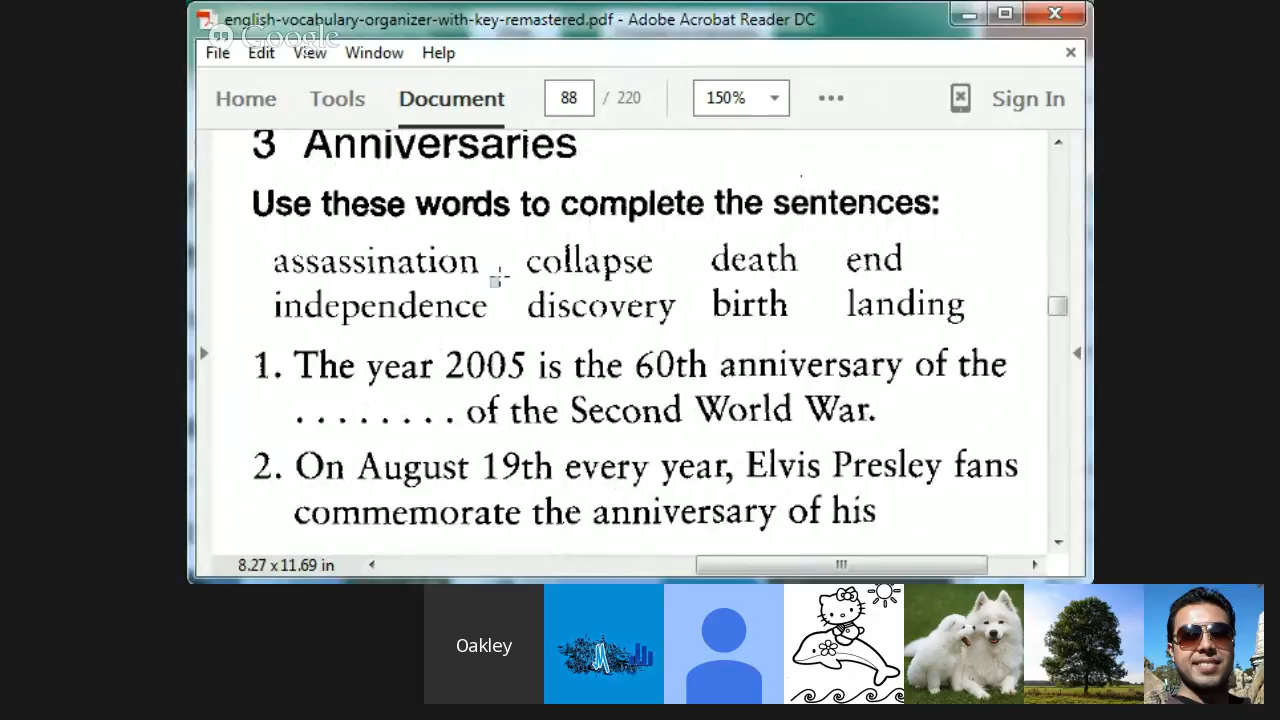 english-vocabulary-organizer-with-key-remastered.pdf - Adobe Acrobat Reader DC
Google
File Edit View Window Help
Home Tools Document 88 / 220 150% Sign In
3 Anniversaries
Use these words to complete the sentences:
assassination collapse death end
independence discovery birth landing
1. The year 2005 is the 60th anniversary of the
. . . . . . . . of the Second World War.
2. On August 19th every year, Elvis Presley fans
commemorate the anniversary of his
8.27 x 11.69 in
Oakley